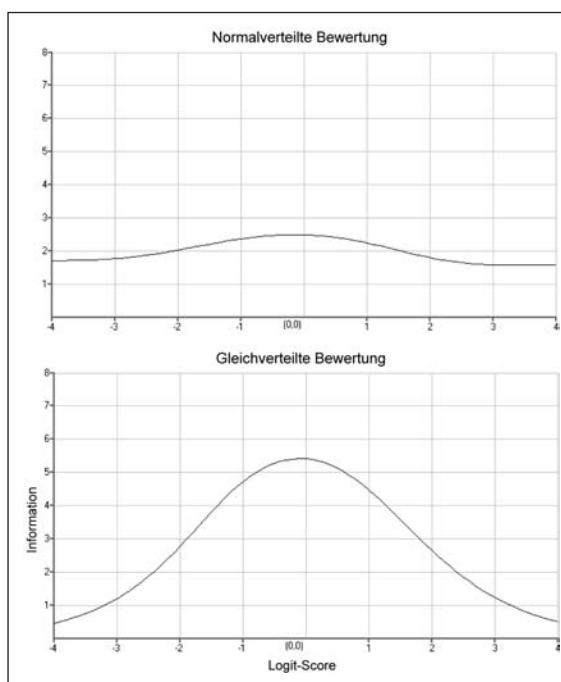 Normalverteilte Bewertung
8
7
6
5
4
3
2
1
-4 -3 -2 -1 (0,0) 1 2 3 4
Gleichverteilte Bewertung
8
7
6
5
4
3
2
1
Information
-4 -3 -2 -1 (0,0) 1 2 3 4
Logit-Score